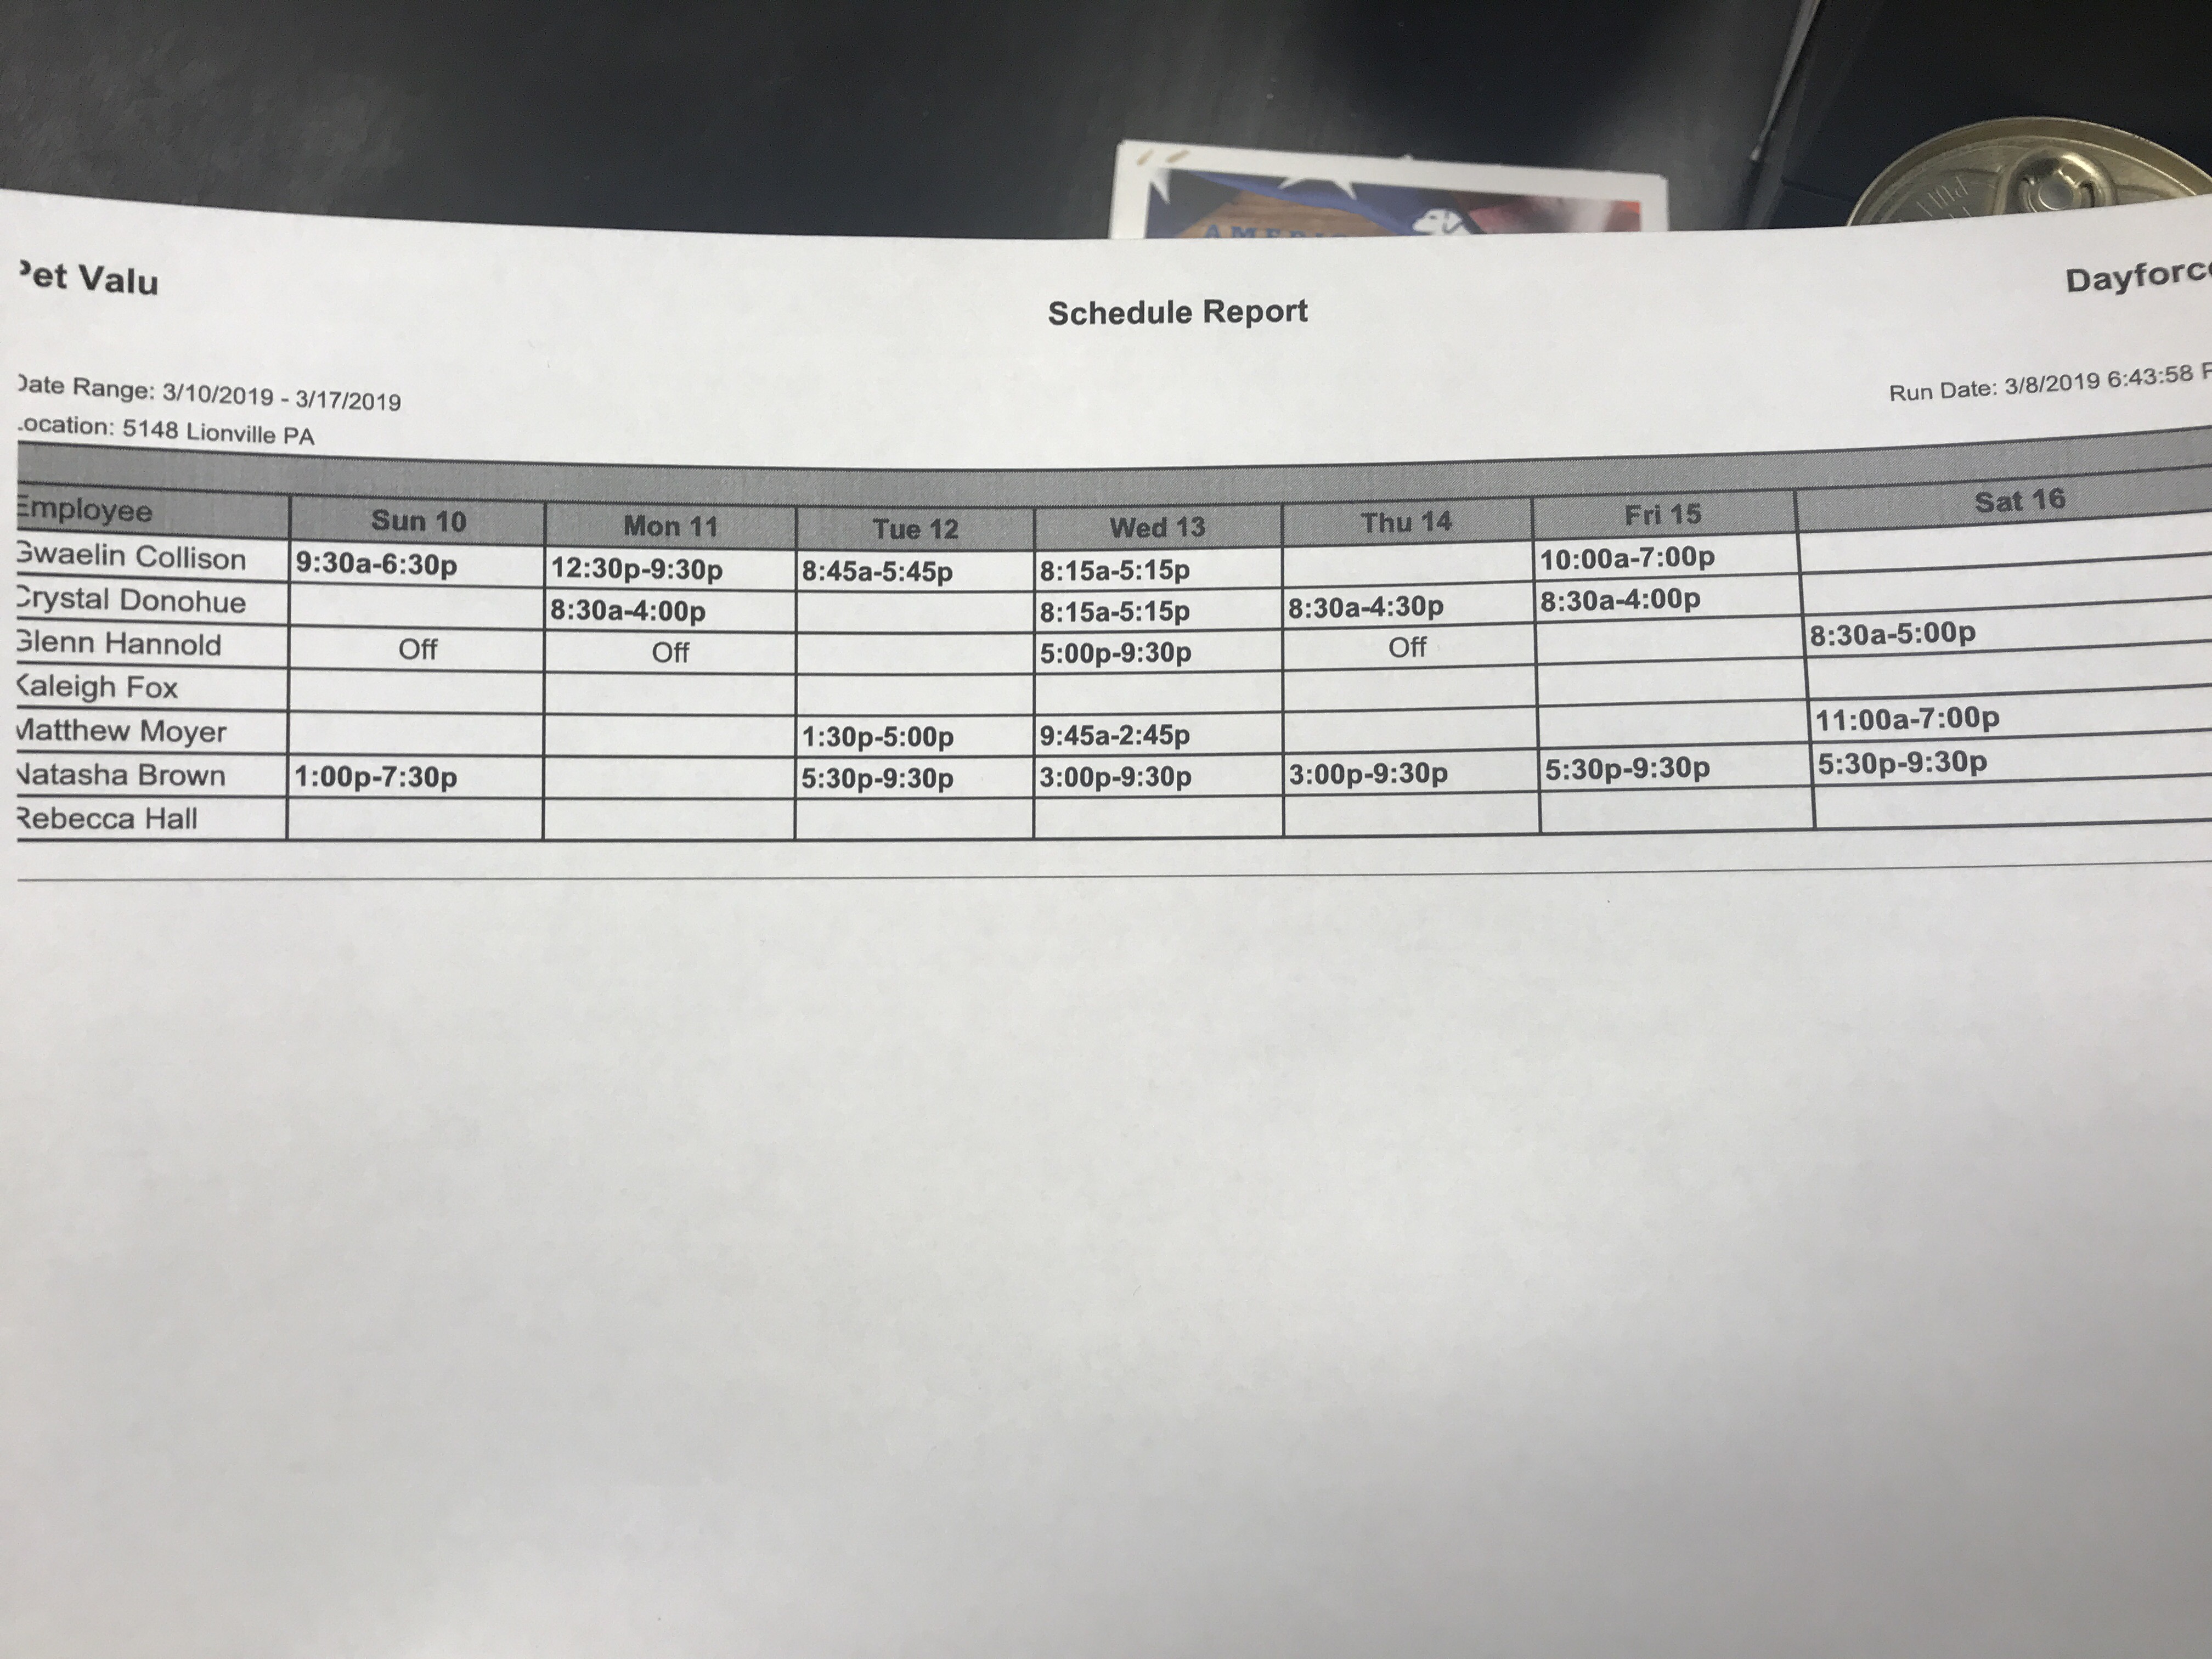 Pet Valu
Dayforce
Schedule Report
Date Range: 3/10/2019 - 3/17/2019
Run Date: 3/8/2019 6:43:58 P
Location: 5148 Lionville PA
Employee Sun 10 Mon 11 Tue 12 Wed 13 Thu 14 Fri 15 Sat 16
Gwaelin Collison 9:30a-6:30p 12:30p-9:30p 8:45a-5:45p 8:15a-5:15p 10:00a-7:00p
Crystal Donohue 8:30a-4:00p 8:15a-5:15p 8:30a-4:30p 8:30a-4:00p
Glenn Hannold Off Off 5:00p-9:30p Off 8:30a-5:00p
Kaleigh Fox
Matthew Moyer 1:30p-5:00p 9:45a-2:45p 11:00a-7:00p
Natasha Brown 1:00p-7:30p 5:30p-9:30p 3:00p-9:30p 3:00p-9:30p 5:30p-9:30p 5:30p-9:30p
Rebecca Hall